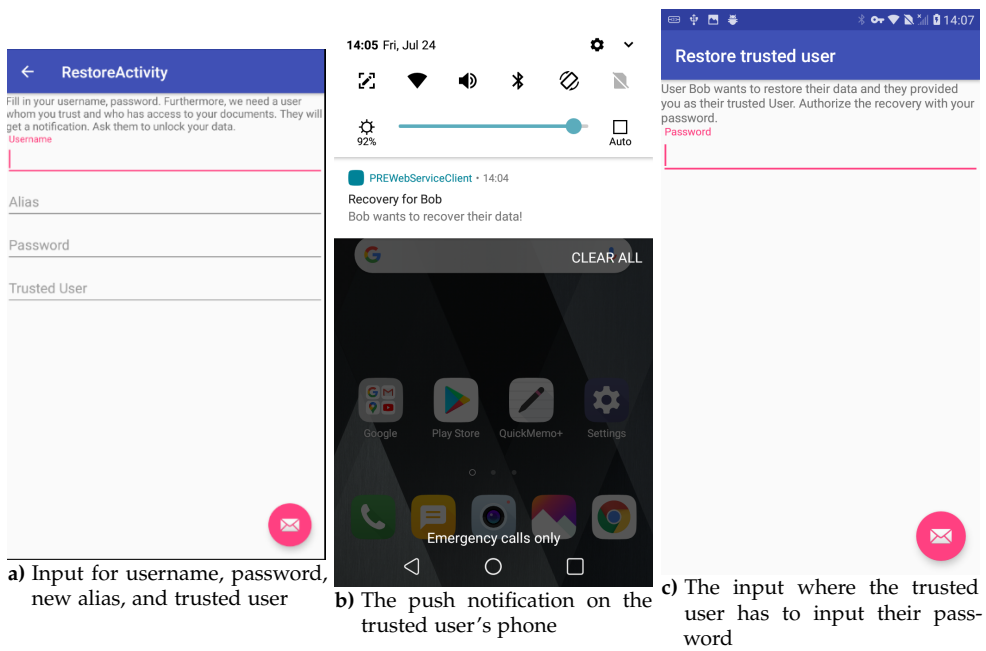 RestoreActivity
Fill in your username, password. Furthermore, we need a user
whom you trust and who has access to your documents. They will
get a notification. Ask them to unlock your data.
Username
Alias
Password
Trusted User
a) Input for username, password,
new alias, and trusted user
14:05 Fri, Jul 24
92%
Auto
PREWebServiceClient • 14:04
Recovery for Bob
Bob wants to recover their data!
G
CLEAR ALL
Google
Play Store
QuickMemo+
Settings
Emergency calls only
b) The push notification on the
trusted user's phone
14:07
Restore trusted user
User Bob wants to restore their data and they provided
you as their trusted User. Authorize the recovery with your
password.
Password
c) The input where the trusted
user has to input their pass-
word